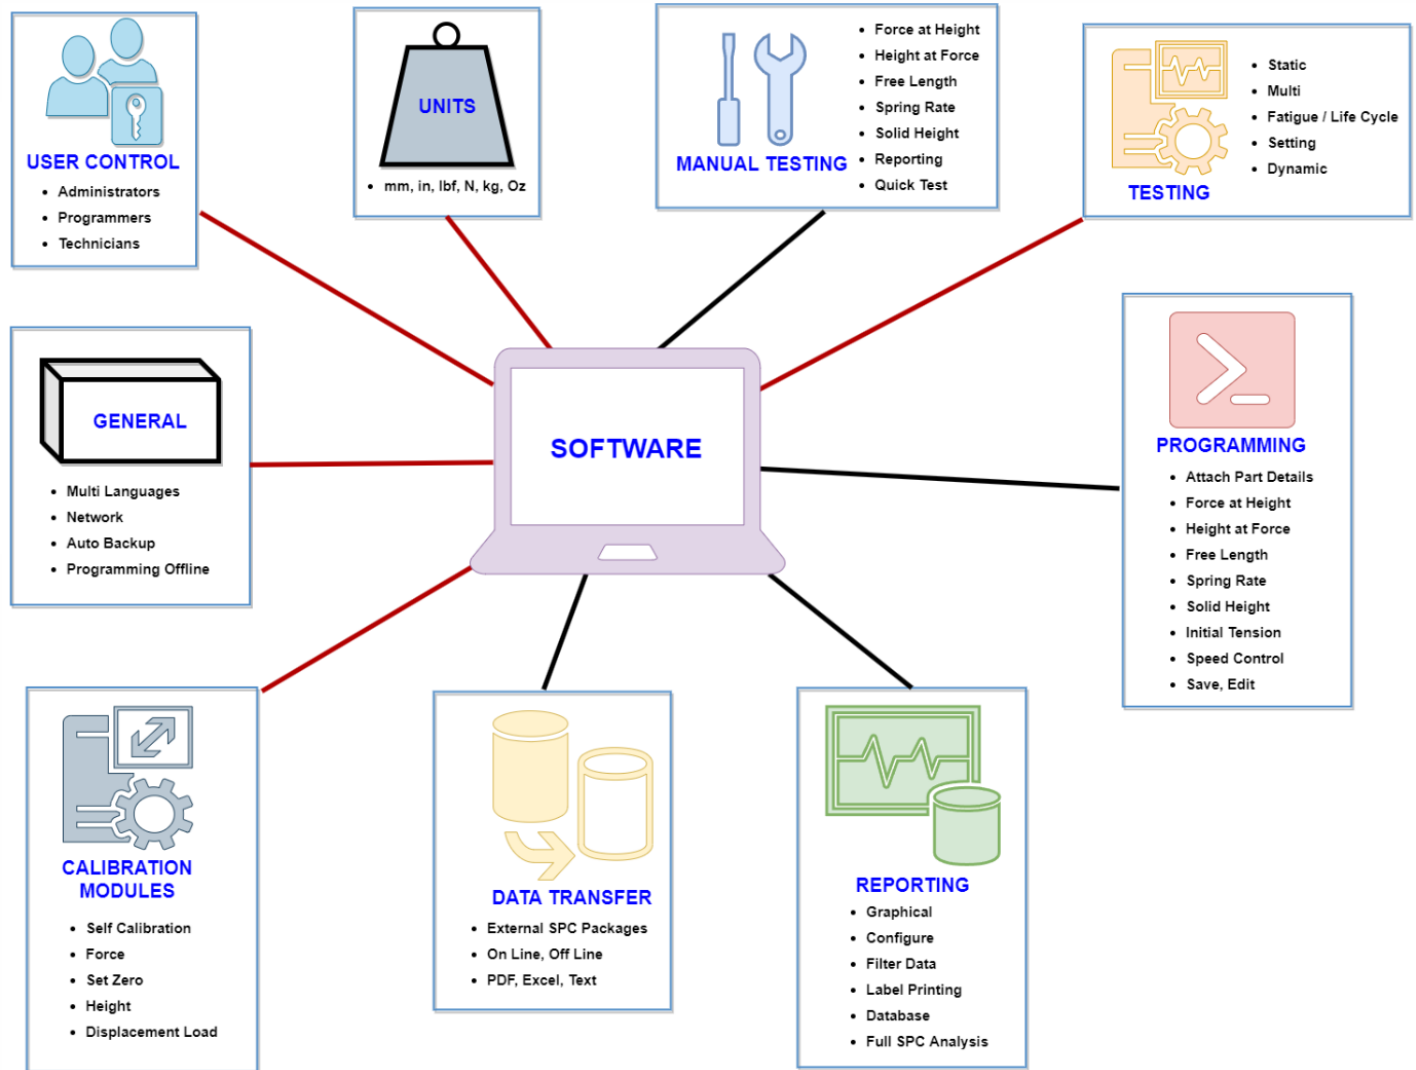 USER CONTROL
• Administrators
• Programmers
• Technicians
UNITS
• mm, in, lbf, N, kg, Oz
MANUAL TESTING
• Force at Height
• Height at Force
• Free Length
• Spring Rate
• Solid Height
• Reporting
• Quick Test
TESTING
• Static
• Multi
• Fatigue / Life Cycle
• Setting
• Dynamic
GENERAL
• Multi Languages
• Network
• Auto Backup
• Programming Offline
SOFTWARE
PROGRAMMING
• Attach Part Details
• Force at Height
• Height at Force
• Free Length
• Spring Rate
• Solid Height
• Initial Tension
• Speed Control
• Save, Edit
CALIBRATION
MODULES
• Self Calibration
• Force
• Set Zero
• Height
• Displacement Load
DATA TRANSFER
• External SPC Packages
• On Line, Off Line
• PDF, Excel, Text
REPORTING
• Graphical
• Configure
• Filter Data
• Label Printing
• Database
• Full SPC Analysis